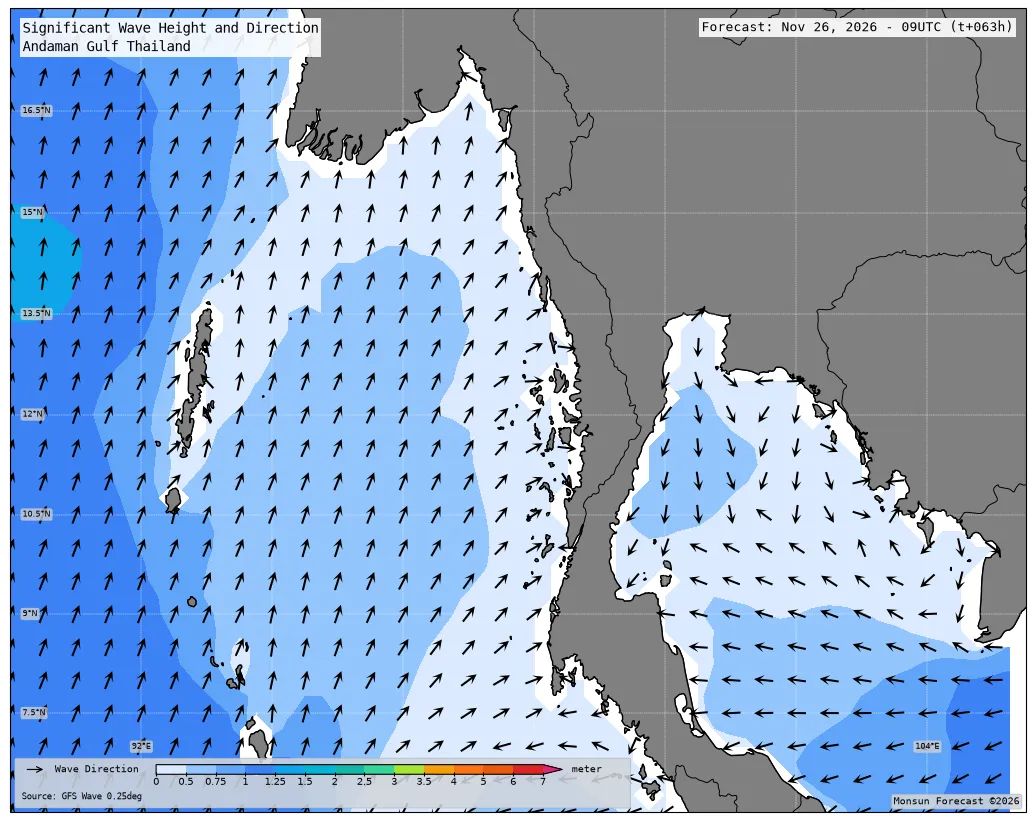 Significant Wave Height and Direction
Andaman Gulf Thailand
Forecast: Nov 26, 2026 - 09UTC (t+063h)
16.5°N
15°N
13.5°N
12°N
10.5°N
9°N
7.5°N
92°E
104°E
Wave Direction
meter
0 0.5 0.75 1 1.25 1.5 2 2.5 3 3.5 4 5 6 7
Source: GFS Wave 0.25deg
Monsun Forecast ©2026